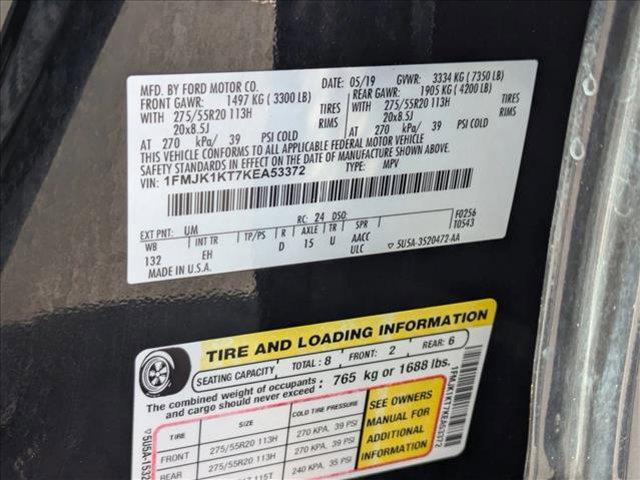 MFD. BY FORD MOTOR CO. DATE: 05/19 GVWR: 3334 KG (7350 LB)
FRONT GAWR: 1497 KG (3300 LB) REAR GAWR: 1905 KG (4200 LB)
WITH 275/55R20 113H TIRES WITH 275/55R20 113H TIRES
20x8.5J RIMS 20x8.5J RIMS
AT 270 kPa/ 39 PSI COLD AT 270 kPa/ 39 PSI COLD
THIS VEHICLE CONFORMS TO ALL APPLICABLE FEDERAL MOTOR VEHICLE
SAFETY STANDARDS IN EFFECT ON THE DATE OF MANUFACTURE SHOWN ABOVE.
VIN: 1FMJK1KT7KEA53372 TYPE: MPV
EXT PNT: UM RC: 24 DSO: F0256
WB INT TR TP/PS R AXLE TR SPR T0543
132 EH D 15 U AACC
ULC 5U5A-3520472-AA
MADE IN U.S.A.
TIRE AND LOADING INFORMATION
SEATING CAPACITY TOTAL: 8 FRONT: 2 REAR: 6
The combined weight of occupants
and cargo should never exceed: 765 kg or 1688 lbs.
TIRE SIZE COLD TIRE PRESSURE
FRONT 275/55R20 113H 270 KPA, 39 PSI
REAR 275/55R20 113H 270 KPA, 39 PSI
115T 240 KPA, 35 PSI
SEE OWNERS
MANUAL FOR
ADDITIONAL
INFORMATION
1FMJK1KT7KEA53372
5U5A-1532